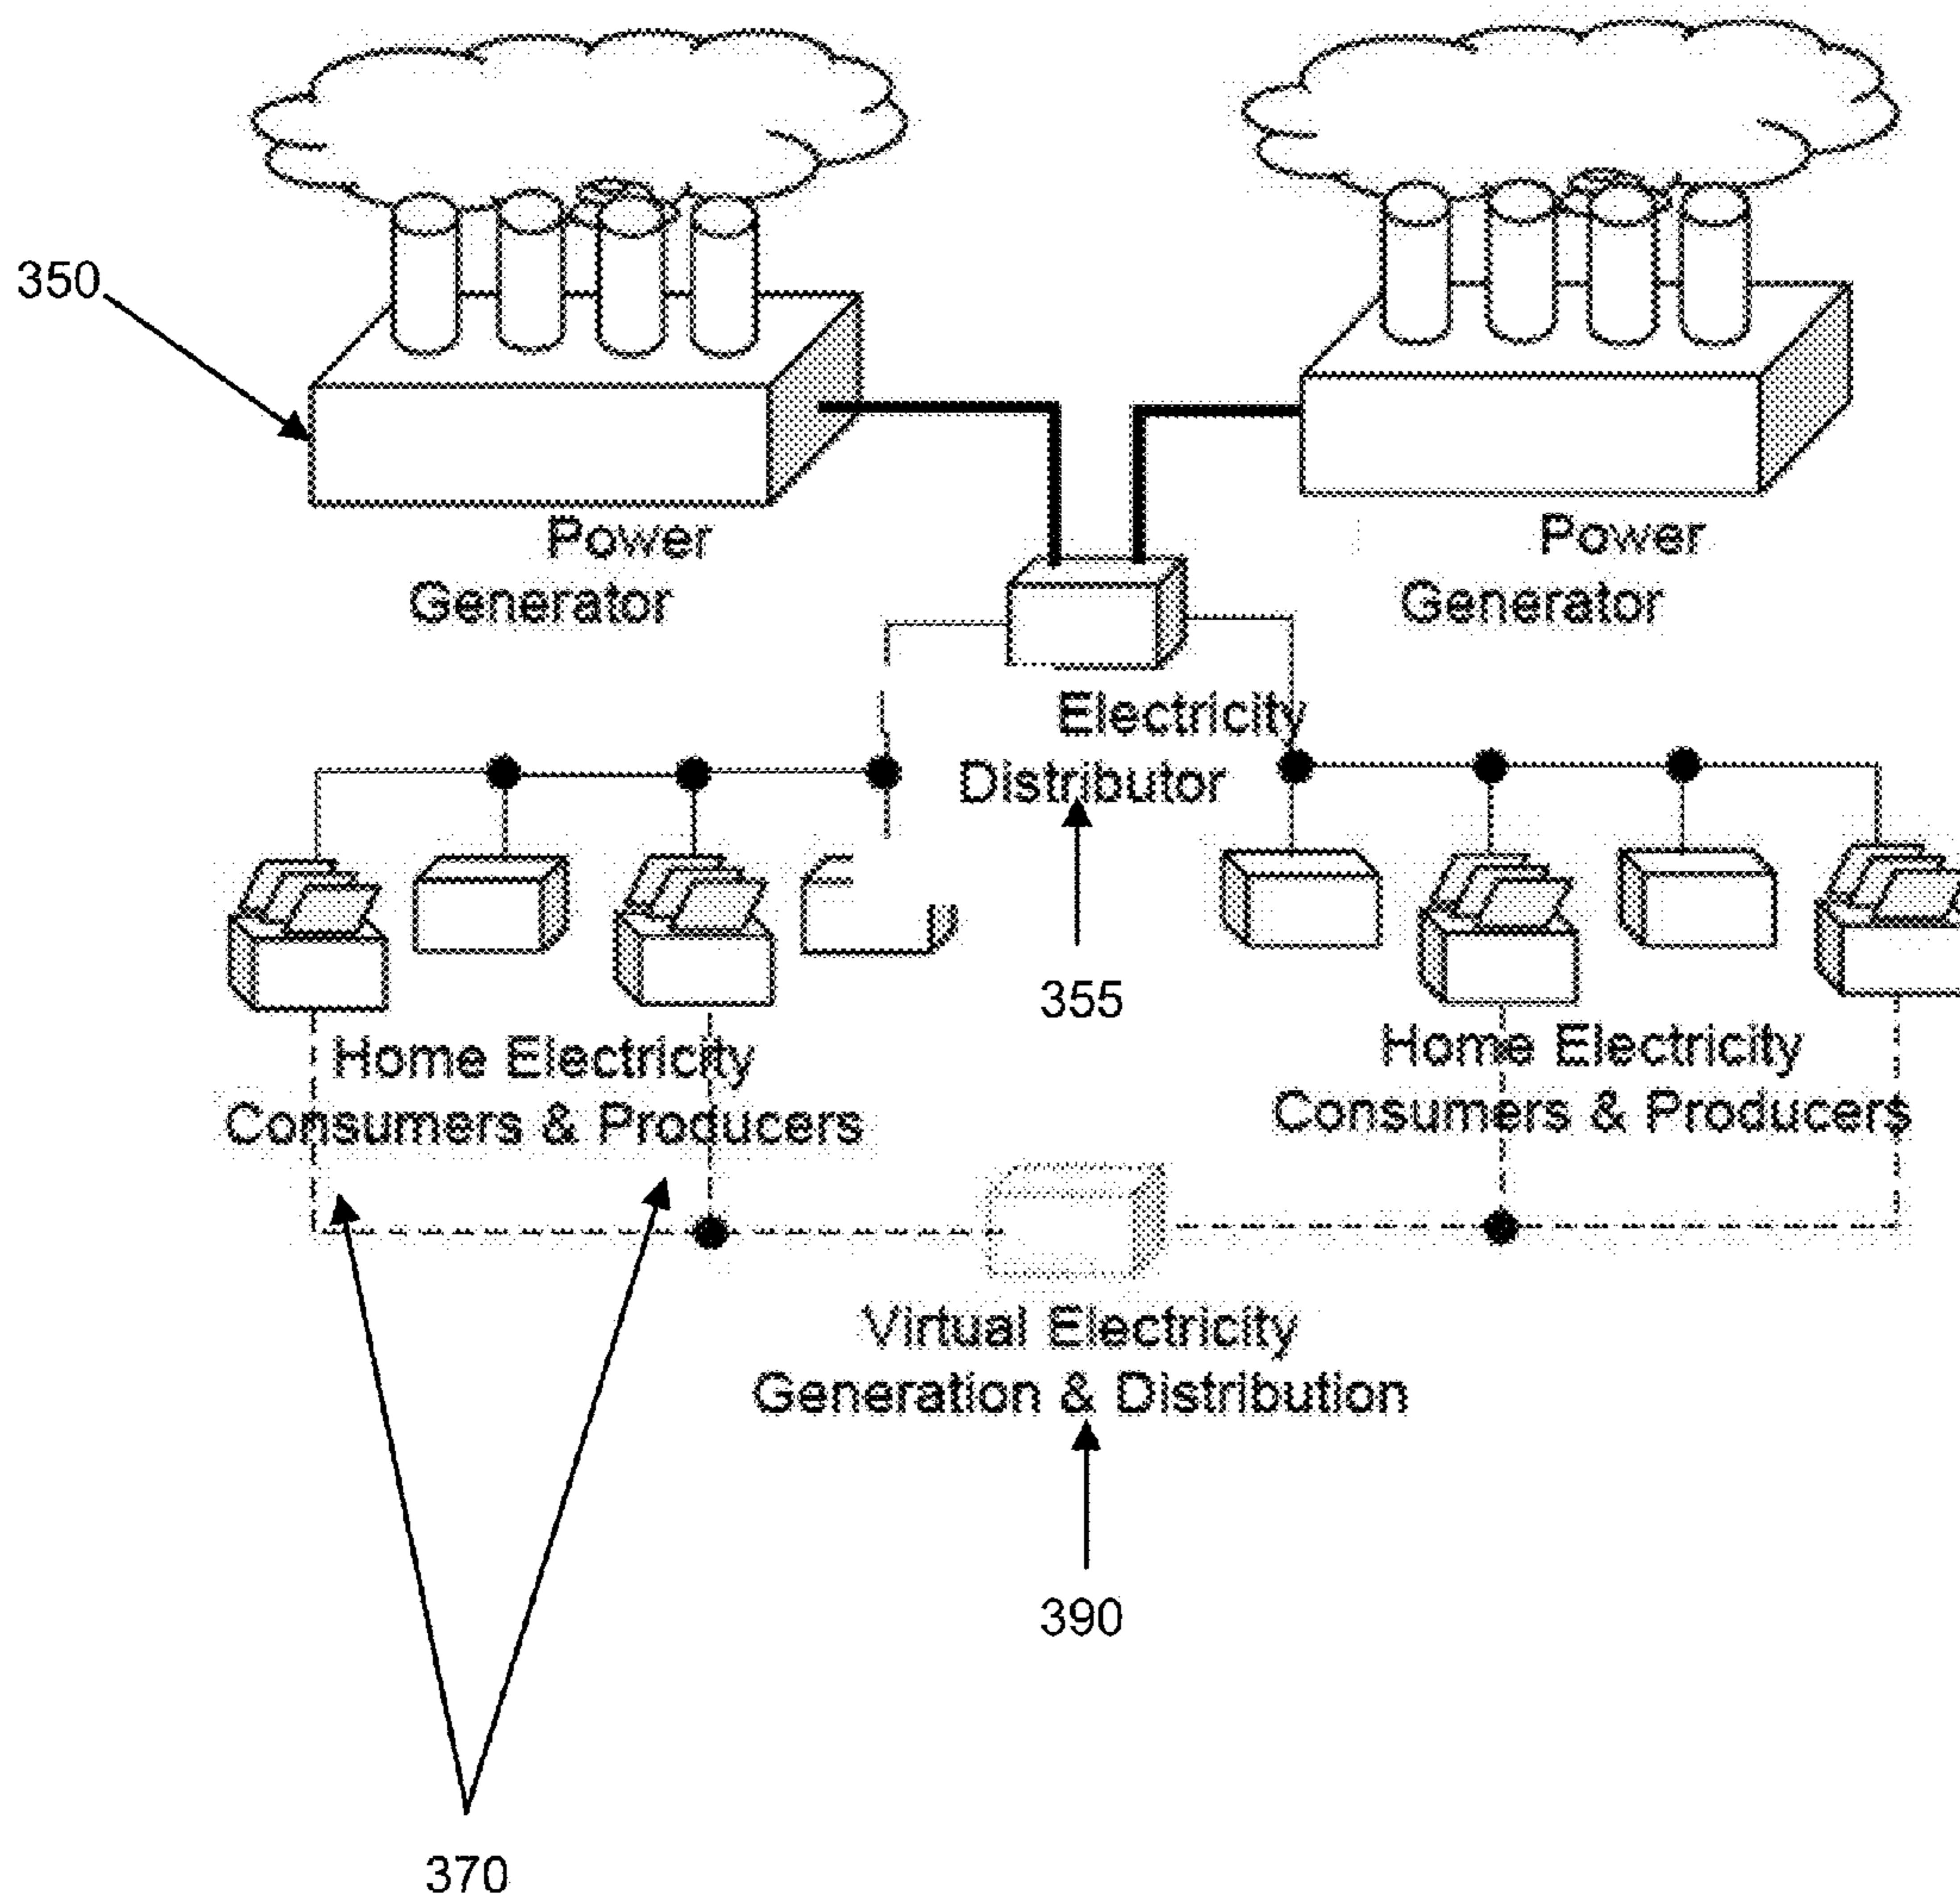 350
Power
Generator
Power
Generator
Electricity
Distributor
355
Home Electricity
Consumers & Producers
Home Electricity
Consumers & Producers
Virtual Electricity
Generation & Distribution
390
370